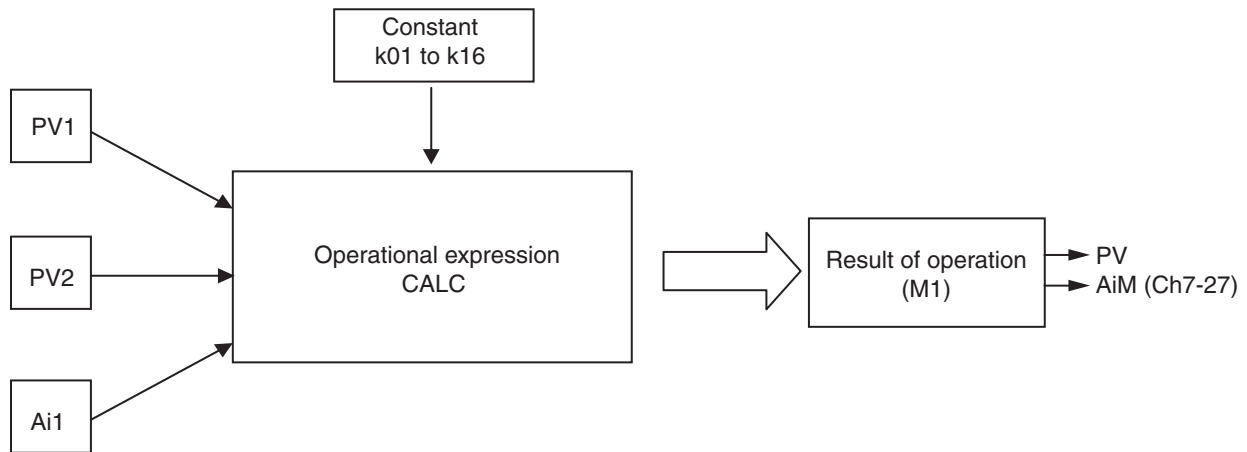 Constant
k01 to k16
PV1
PV2
Ai1
Operational expression
CALC
Result of operation
(M1)
PV
AiM (Ch7-27)